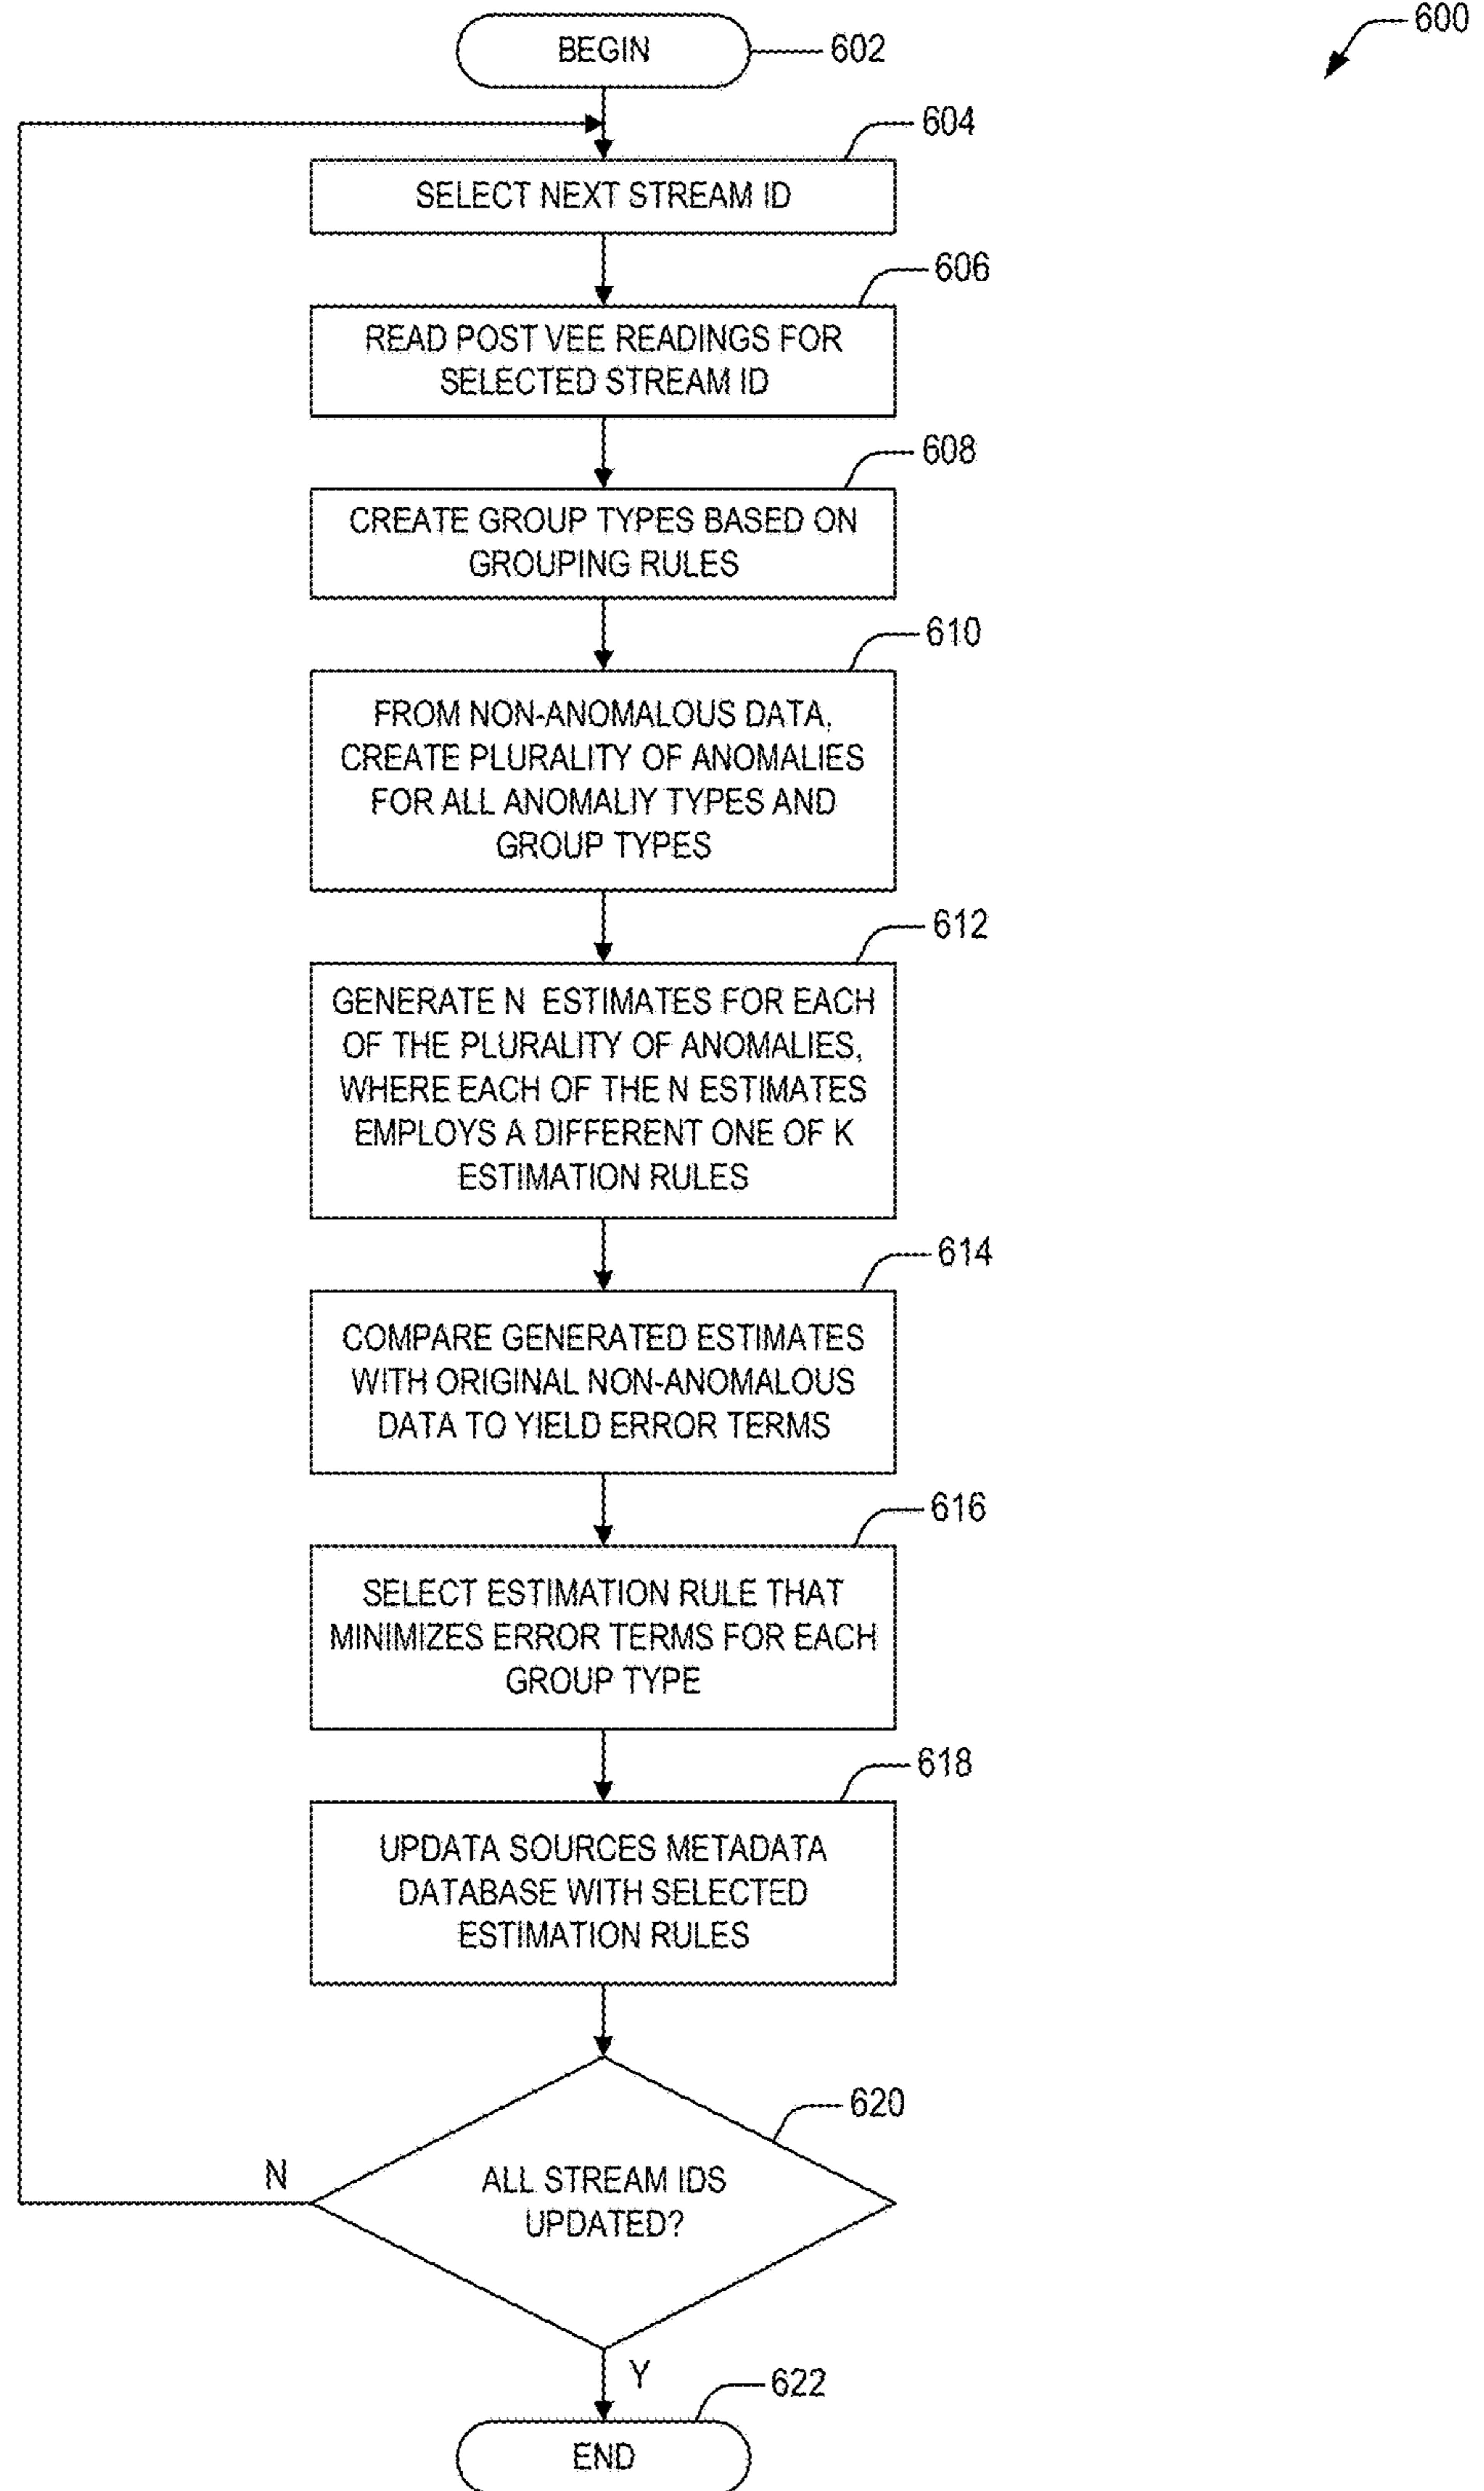 600
BEGIN
602
604
SELECT NEXT STREAM ID
606
READ POST VEE READINGS FOR
SELECTED STREAM ID
608
CREATE GROUP TYPES BASED ON
GROUPING RULES
610
FROM NON-ANOMALOUS DATA,
CREATE PLURALITY OF ANOMALIES
FOR ALL ANOMALIY TYPES AND
GROUP TYPES
612
GENERATE N ESTIMATES FOR EACH
OF THE PLURALITY OF ANOMALIES,
WHERE EACH OF THE N ESTIMATES
EMPLOYS A DIFFERENT ONE OF K
ESTIMATION RULES
614
COMPARE GENERATED ESTIMATES
WITH ORIGINAL NON-ANOMALOUS
DATA TO YIELD ERROR TERMS
616
SELECT ESTIMATION RULE THAT
MINIMIZES ERROR TERMS FOR EACH
GROUP TYPE
618
UPDATA SOURCES METADATA
DATABASE WITH SELECTED
ESTIMATION RULES
620
N
ALL STREAM IDS
UPDATED?
Y
622
END